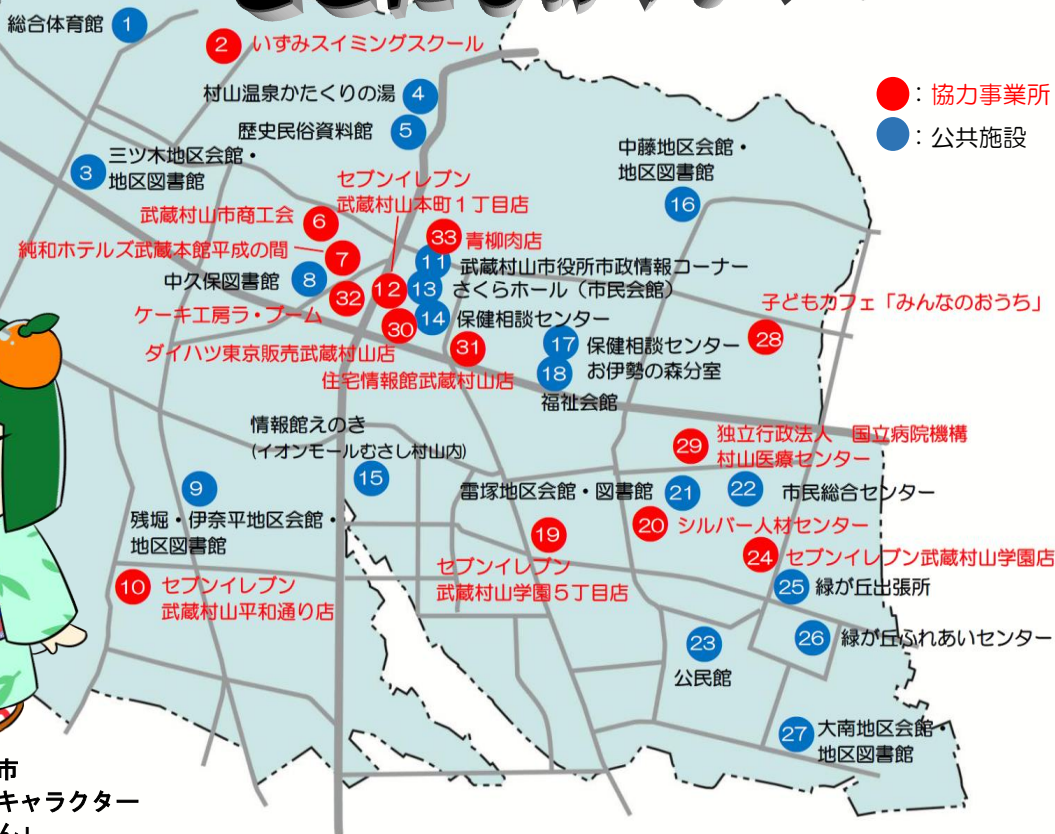 総合体育館 1
2 いずみスイミングスクール
村山温泉かたくりの湯 4
歴史民俗資料館 5
3 三ツ木地区会館・
地区図書館
セブンイレブン
武蔵村山本町1丁目店
12
武蔵村山市商工会 6
純和ホテルズ武蔵本館平成の間 7
中久保図書館 8
ケーキ工房ラ・ブーム 32
ダイハツ東京販売武蔵村山店 30
33 青柳肉店
11 武蔵村山市役所市政情報コーナー
13 さくらホール(市民会館)
14 保健相談センター
31
住宅情報館武蔵村山店
：協力事業所
：公共施設
中藤地区会館・
地区図書館
16
子どもカフェ「みんなのおうち」
28
17 保健相談センター
お伊勢の森分室
18
福祉会館
情報館えのき
(イオンモールむさし村山内)
15
9
残堀・伊奈平地区会館・
地区図書館
10 セブンイレブン
武蔵村山平和通り店
29 独立行政法人　国立病院機構
村山医療センター
雷塚地区会館・図書館 21
22 市民総合センター
20 シルバー人材センター
19
セブンイレブン
武蔵村山学園5丁目店
24 セブンイレブン武蔵村山学園店
25 緑が丘出張所
26 緑が丘ふれあいセンター
23
公民館
27 大南地区会館・
地区図書館
市
キャラクター